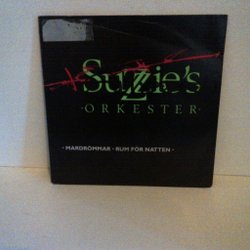 Suzzie's
·ORKESTER·
·MARDRÖMMAR · RUM FÖR NATTEN·